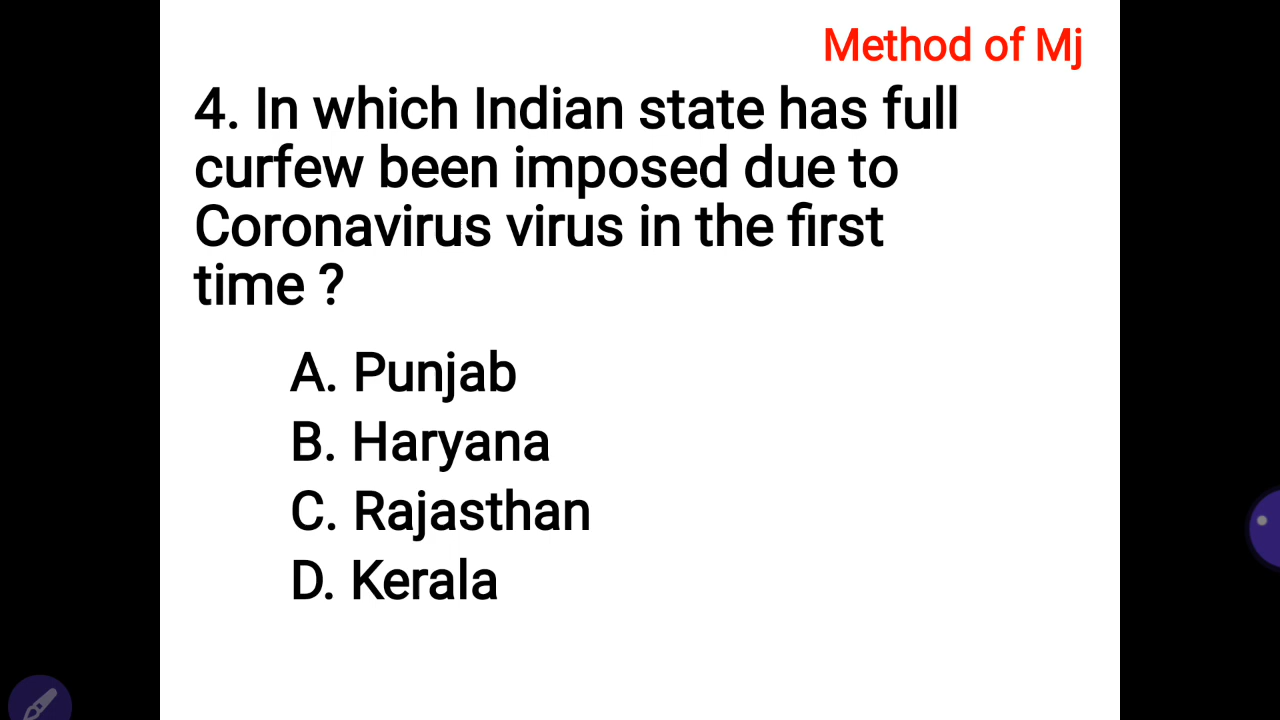 Method of Mj
4. In which Indian state has full
curfew been imposed due to
Coronavirus virus in the first
time ?
A. Punjab
B. Haryana
C. Rajasthan
D. Kerala